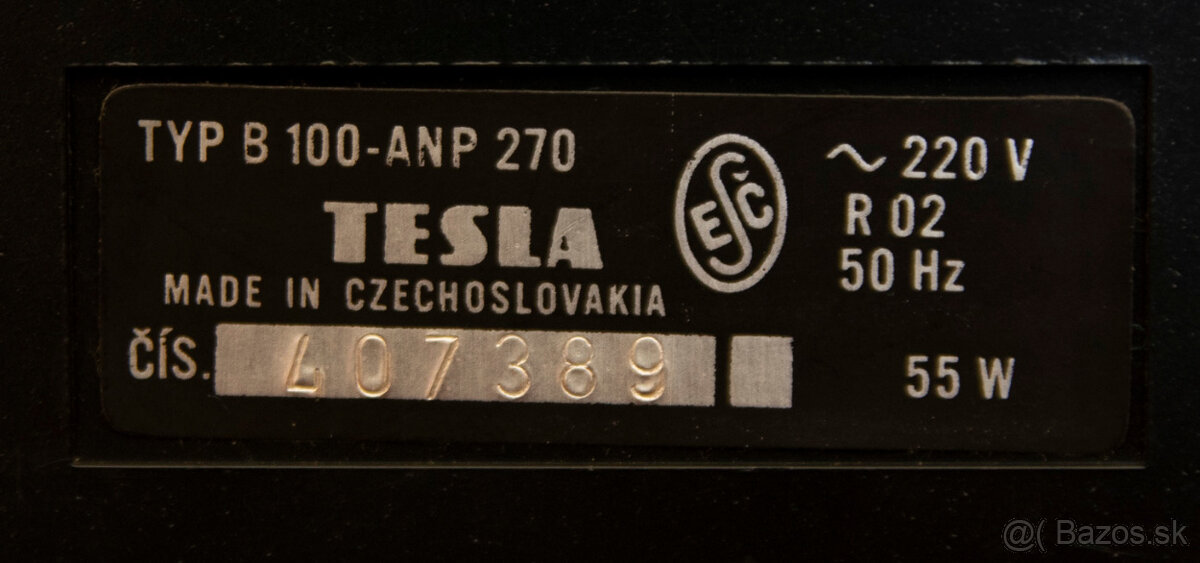 TYP B 100-ANP 270
TESLA
MADE IN CZECHOSLOVAKIA
ČÍS. 407389
ESČ
~ 220 V
R 02
50 Hz
55 W
@( Bazos.sk